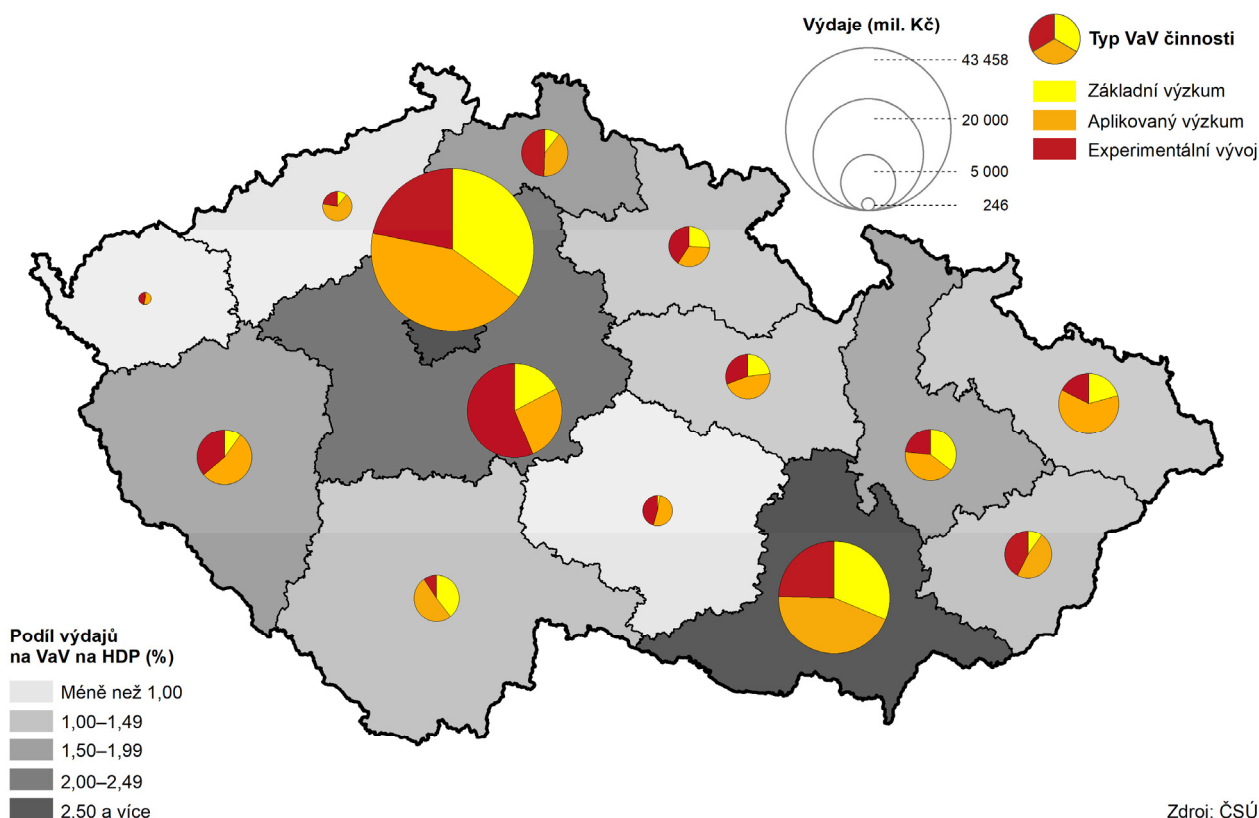 Výdaje (mil. Kč)
43 458
20 000
5 000
246
Typ VaV činnosti
Základní výzkum
Aplikovaný výzkum
Experimentální vývoj
Podíl výdajů
na VaV na HDP (%)
Méně než 1,00
1,00–1,49
1,50–1,99
2,00–2,49
2,50 a více
Zdroj: ČSÚ